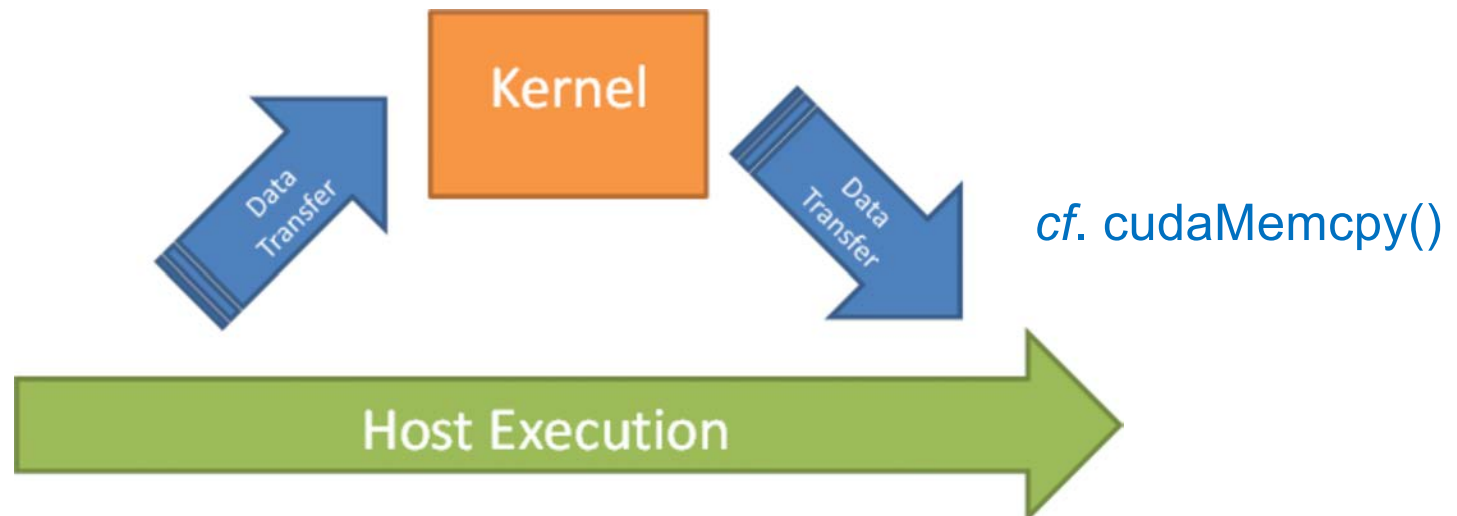 Kernel
Data
Transfer
Data
Transfer
cf. cudaMemcpy()
Host Execution